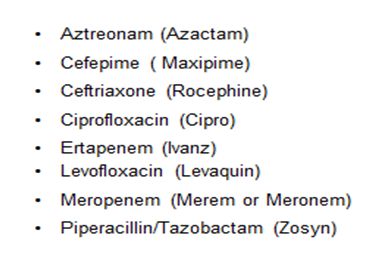 • Aztreonam (Azactam)
• Cefepime ( Maxipime)
• Ceftriaxone (Rocephine)
• Ciprofloxacin (Cipro)
• Ertapenem (Ivanz)
• Levofloxacin (Levaquin)
• Meropenem (Merem or Meronem)
• Piperacillin/Tazobactam (Zosyn)